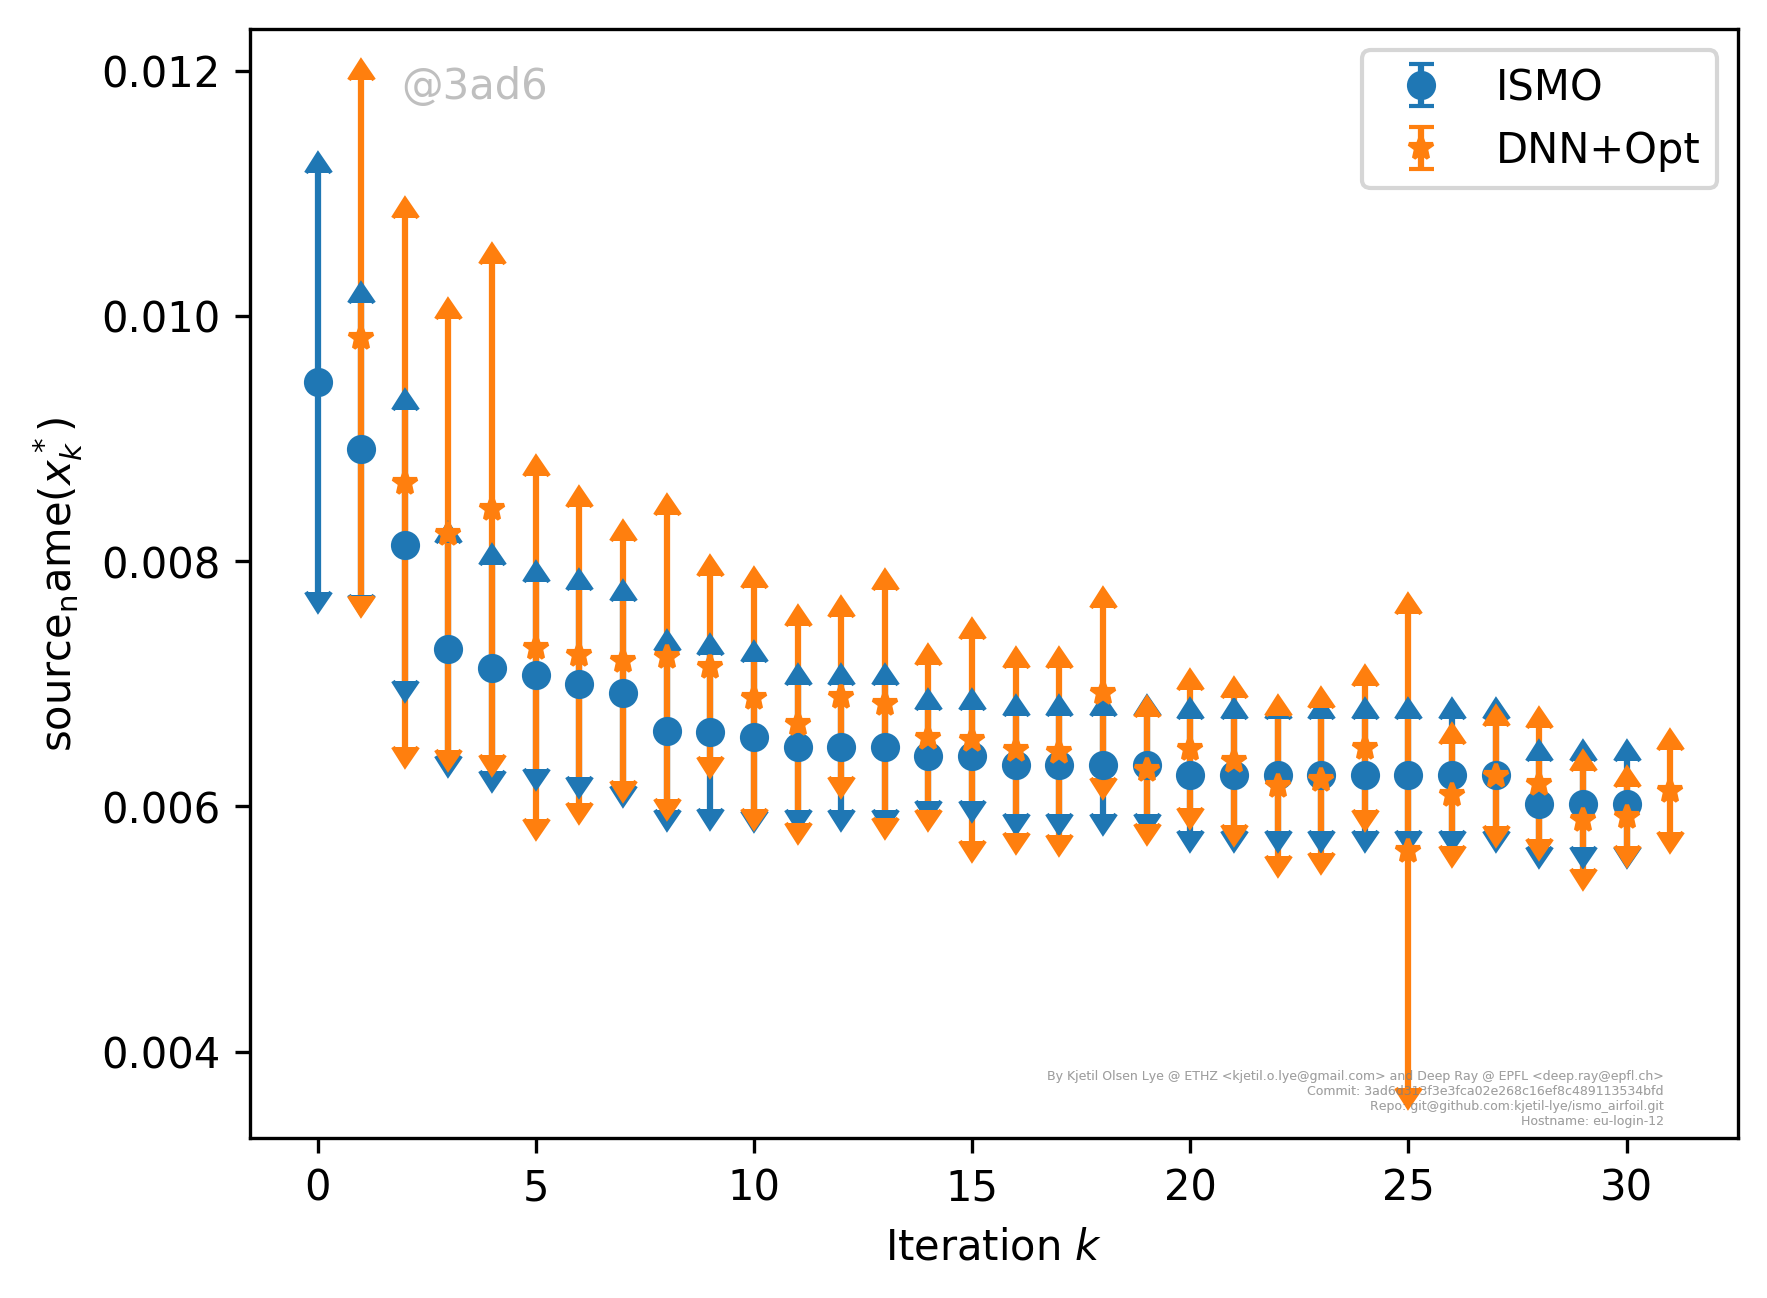 @3ad6
ISMO
DNN+Opt
0.012
0.010
0.008
0.006
0.004
source_name(x_k^*)
0 5 10 15 20 25 30
Iteration k
By Kjetil Olsen Lye @ ETHZ <kjetil.o.lye@gmail.com> and Deep Ray @ EPFL <deep.ray@epfl.ch>
Commit: 3ad6d313f3e3fca02e268c16ef8c489113534bfd
Repo: git@github.com:kjetil-lye/ismo_airfoil.git
Hostname: eu-login-12